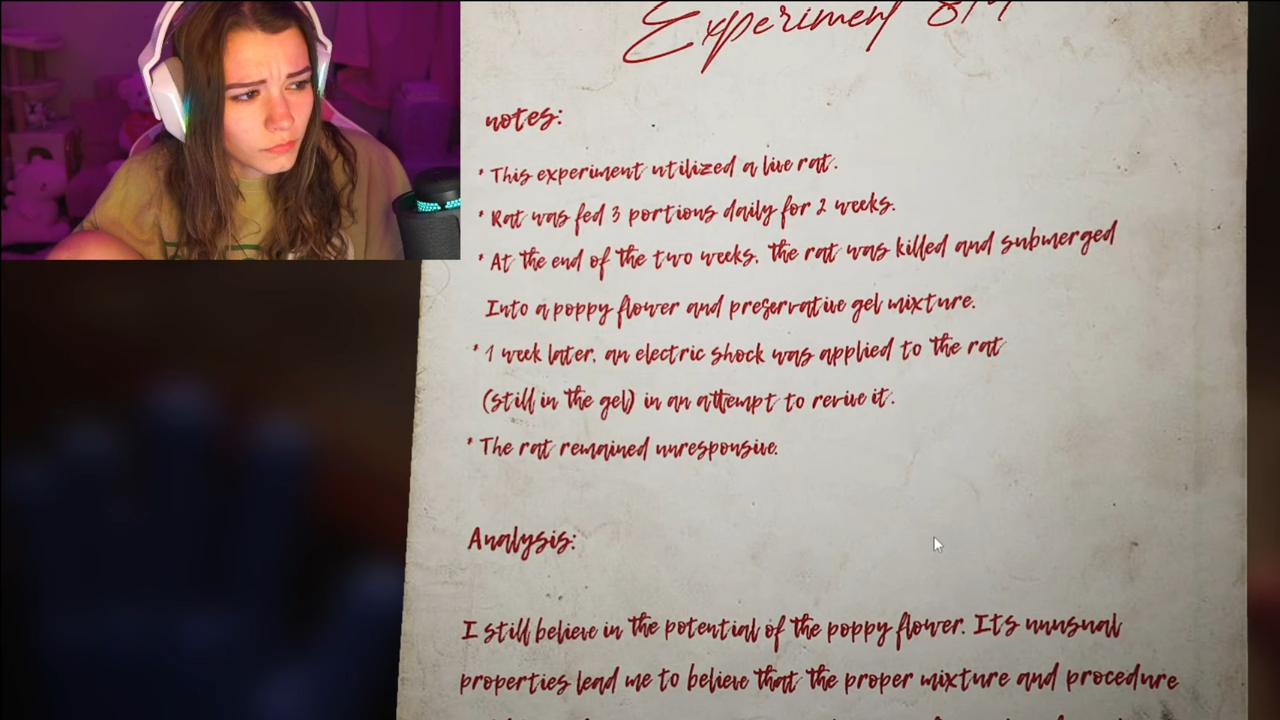 Experiment 814
notes:
* This experiment utilized a live rat.
* Rat was fed 3 portions daily for 2 weeks.
* At the end of the two weeks, the rat was killed and submerged
Into a poppy flower and preservative gel mixture.
* 1 week later, an electric shock was applied to the rat
(still in the gel) in an attempt to revive it.
* The rat remained unresponsive.
Analysis:
I still believe in the potential of the poppy flower. Its unusual
properties lead me to believe that the proper mixture and procedure